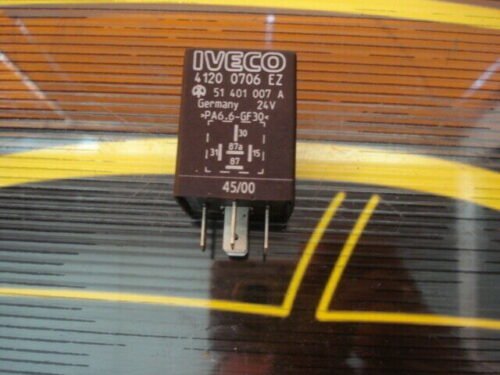 IVECO
4120 0706 EZ
51 401 007 A
Germany 24V
>PA6.6-GF30<
30
87a
31 15
87
45/00